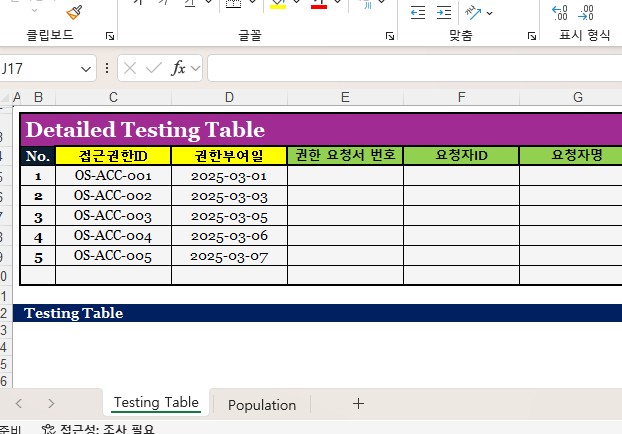 클립보드 글꼴 맞춤 표시 형식
J17 fx
A B C D E F G
Detailed Testing Table
No. 접근권한ID 권한부여일 권한 요청서 번호 요청자ID 요청자명
1 OS-ACC-001 2025-03-01
2 OS-ACC-002 2025-03-03
3 OS-ACC-003 2025-03-05
4 OS-ACC-004 2025-03-06
5 OS-ACC-005 2025-03-07
Testing Table
Testing Table Population
접근성: 조사 필요